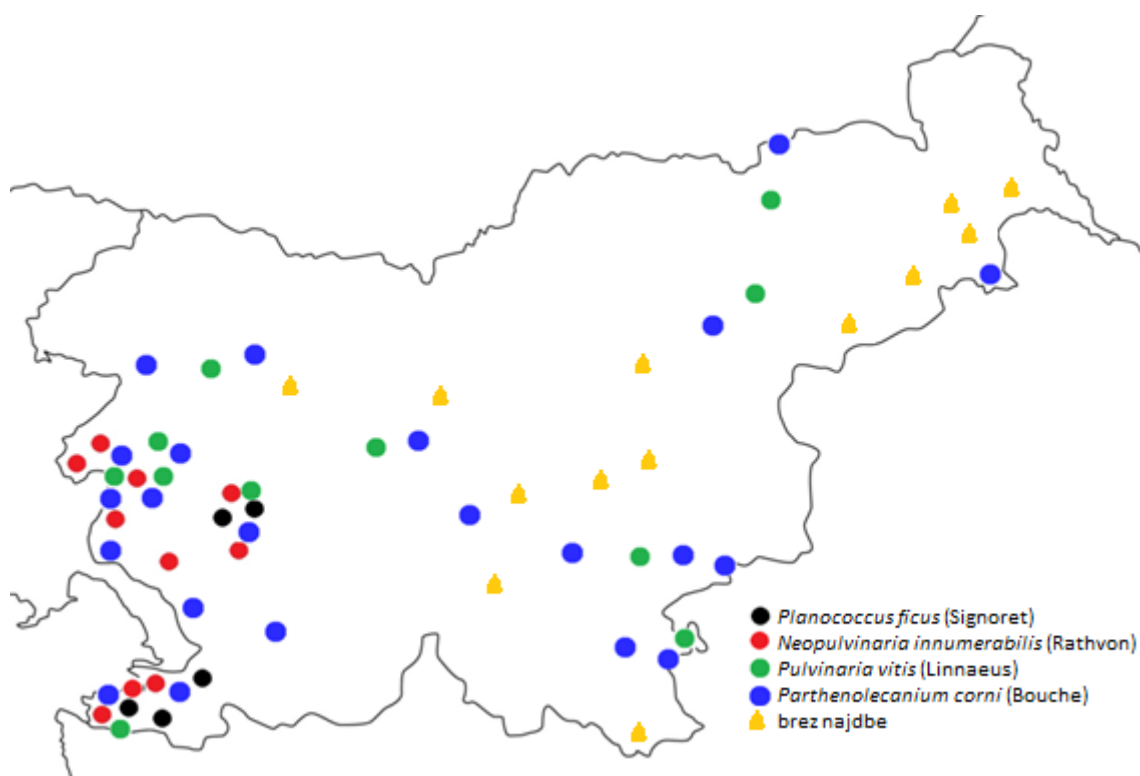 Planococcus ficus (Signoret)
Neopulvinaria innumerabilis (Rathvon)
Pulvinaria vitis (Linnaeus)
Parthenolecanium corni (Bouche)
brez najdbe